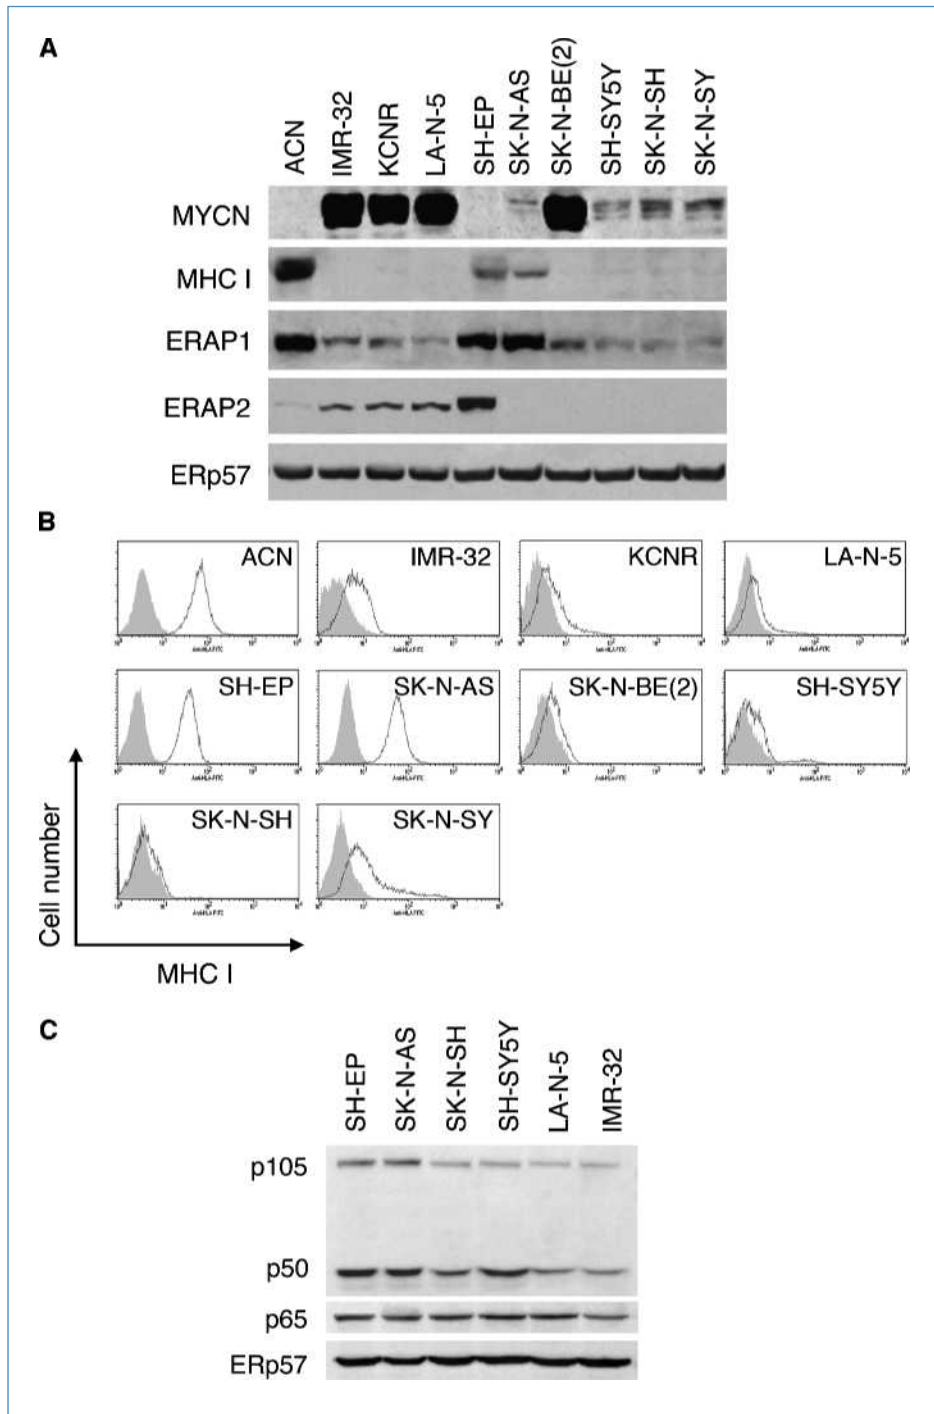 A
ACN
IMR-32
KCNR
LA-N-5
SH-EP
SK-N-AS
SK-N-BE(2)
SH-SY5Y
SK-N-SH
SK-N-SY
MYCN
MHC I
ERAP1
ERAP2
ERp57
B
ACN
IMR-32
KCNR
LA-N-5
SH-EP
SK-N-AS
SK-N-BE(2)
SH-SY5Y
SK-N-SH
SK-N-SY
Cell number
MHC I
C
SH-EP
SK-N-AS
SK-N-SH
SH-SY5Y
LA-N-5
IMR-32
p105
p50
p65
ERp57